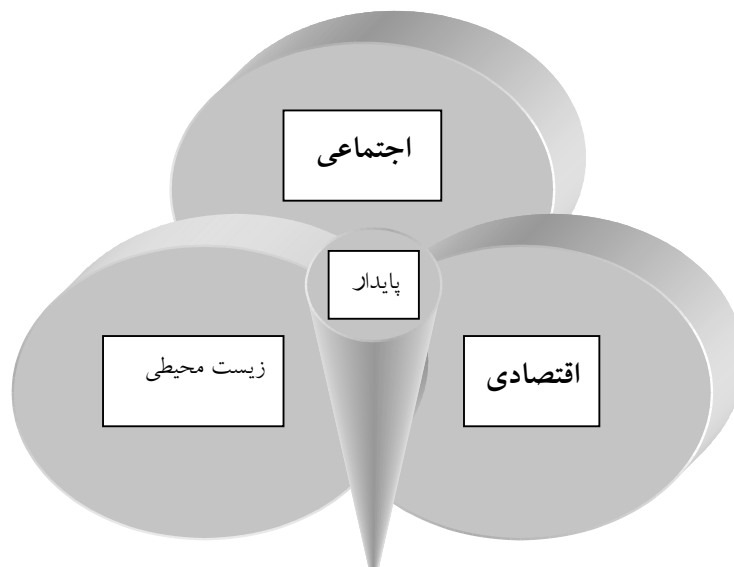 اجتماعی
پایدار
زیست محیطی
اقتصادی